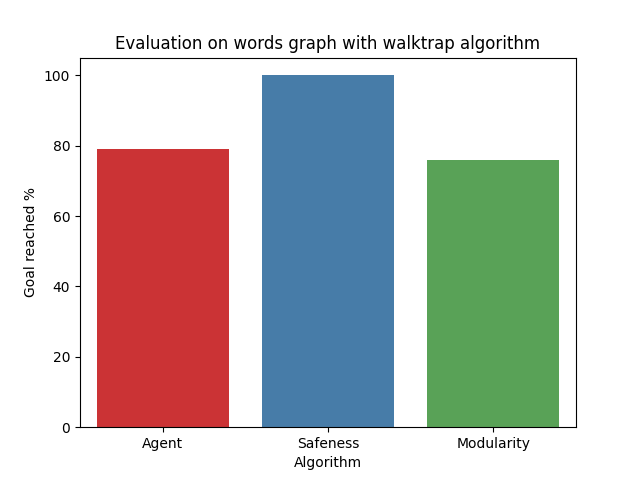 Evaluation on words graph with walktrap algorithm
Goal reached %
100
80
60
40
20
0
Agent Safeness Modularity
Algorithm